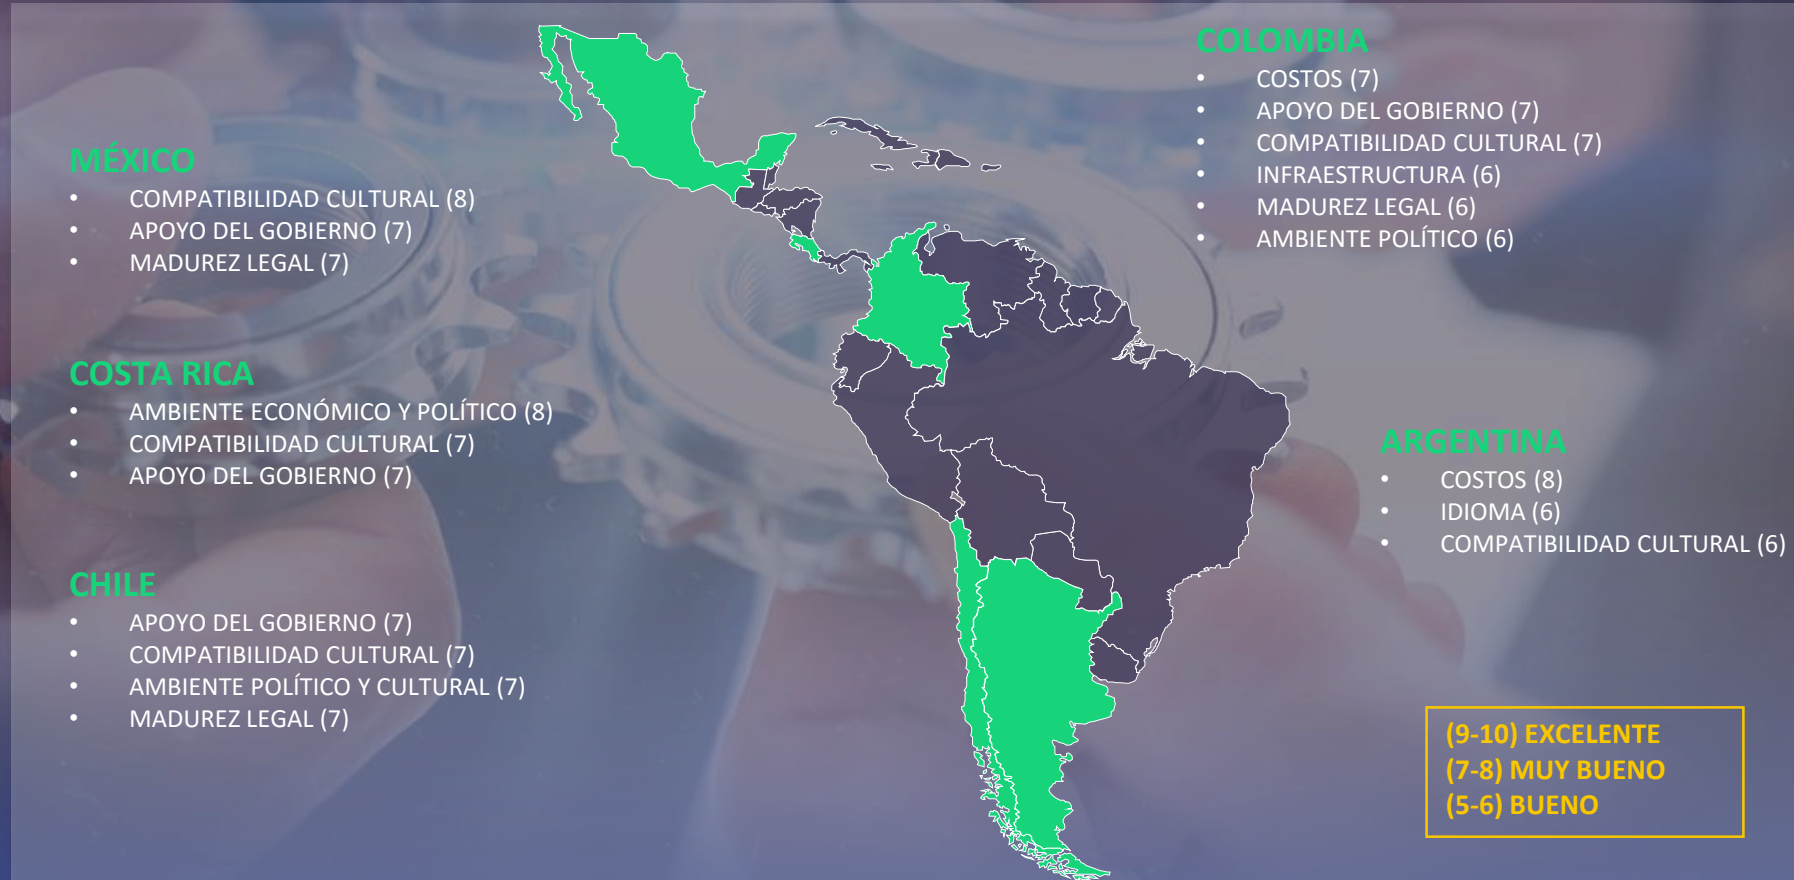 MÉXICO
• COMPATIBILIDAD CULTURAL (8)
• APOYO DEL GOBIERNO (7)
• MADUREZ LEGAL (7)
COSTA RICA
• AMBIENTE ECONÓMICO Y POLÍTICO (8)
• COMPATIBILIDAD CULTURAL (7)
• APOYO DEL GOBIERNO (7)
CHILE
• APOYO DEL GOBIERNO (7)
• COMPATIBILIDAD CULTURAL (7)
• AMBIENTE POLÍTICO Y CULTURAL (7)
• MADUREZ LEGAL (7)
COLOMBIA
• COSTOS (7)
• APOYO DEL GOBIERNO (7)
• COMPATIBILIDAD CULTURAL (7)
• INFRAESTRUCTURA (6)
• MADUREZ LEGAL (6)
• AMBIENTE POLÍTICO (6)
ARGENTINA
• COSTOS (8)
• IDIOMA (6)
• COMPATIBILIDAD CULTURAL (6)
(9-10) EXCELENTE
(7-8) MUY BUENO
(5-6) BUENO